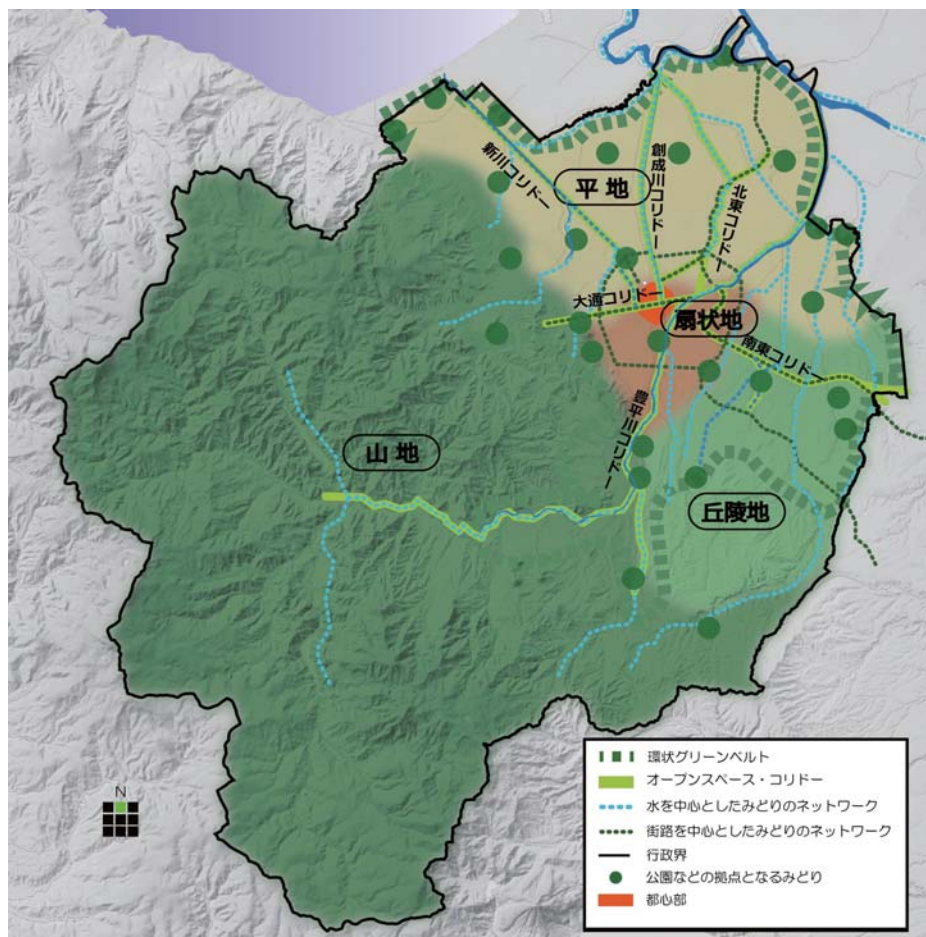 新川コリドー
平地
創成川コリドー
北東コリドー
大通コリドー
扇状地
南東コリドー
豊平川コリドー
山地
丘陵地
N
環状グリーンベルト
オープンスペース・コリドー
水を中心としたみどりのネットワーク
街路を中心としたみどりのネットワーク
行政界
公園などの拠点となるみどり
都心部